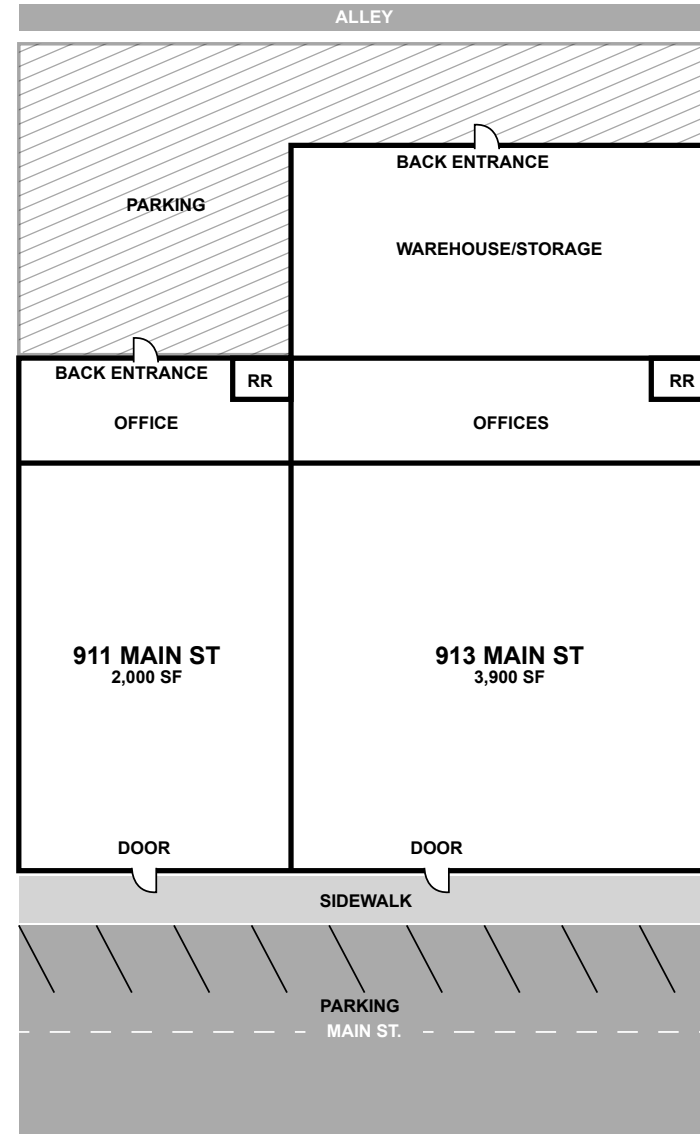 ALLEY
BACK ENTRANCE
PARKING
WAREHOUSE/STORAGE
BACK ENTRANCE
RR
RR
OFFICE
OFFICES
911 MAIN ST
2,000 SF
913 MAIN ST
3,900 SF
DOOR
DOOR
SIDEWALK
PARKING
MAIN ST.